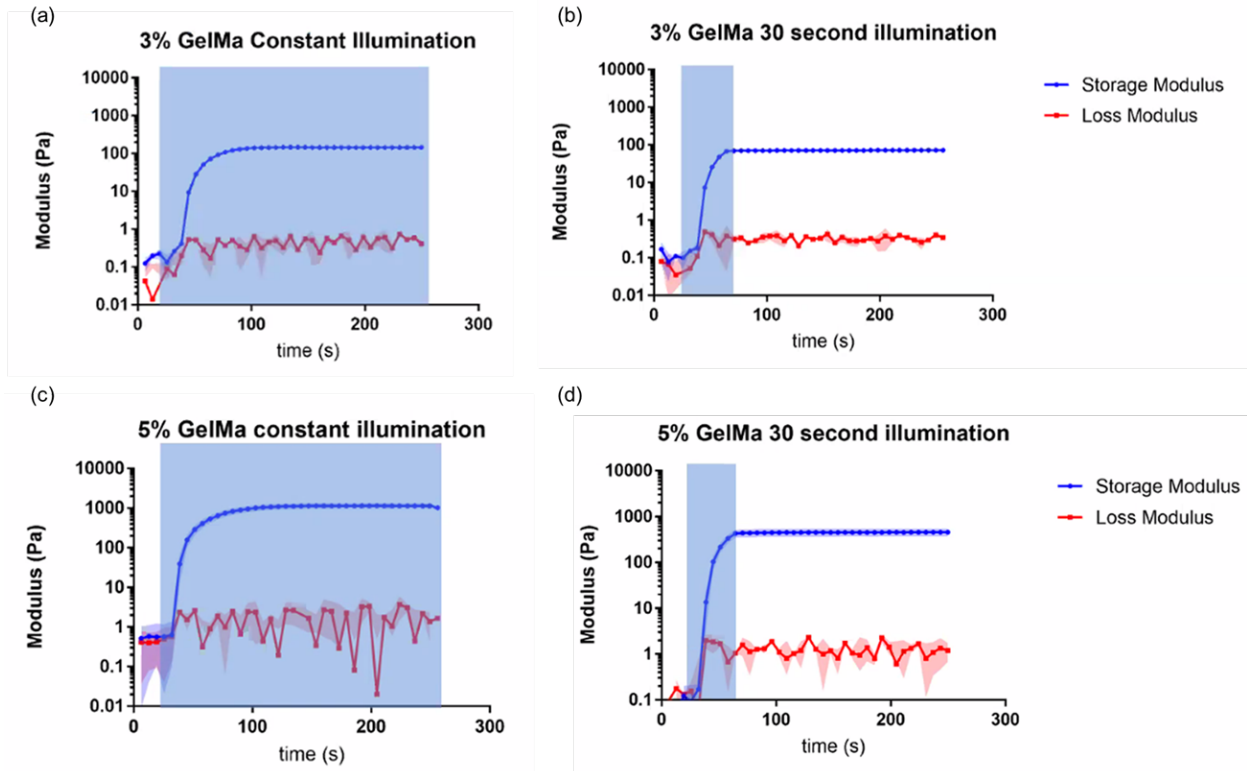 (a)
3% GelMa Constant Illumination
Modulus (Pa)
10000
1000
100
10
1
0.1
0.01
0
100
200
300
time (s)
(b)
3% GelMa 30 second illumination
Modulus (Pa)
10000
1000
100
10
1
0.1
0.01
0
100
200
300
time (s)
Storage Modulus
Loss Modulus
(c)
5% GelMa constant illumination
Modulus (Pa)
10000
1000
100
10
1
0.1
0.01
0
100
200
300
time (s)
(d)
5% GelMa 30 second illumination
Modulus (Pa)
10000
1000
100
10
1
0.1
0
100
200
300
time (s)
Storage Modulus
Loss Modulus